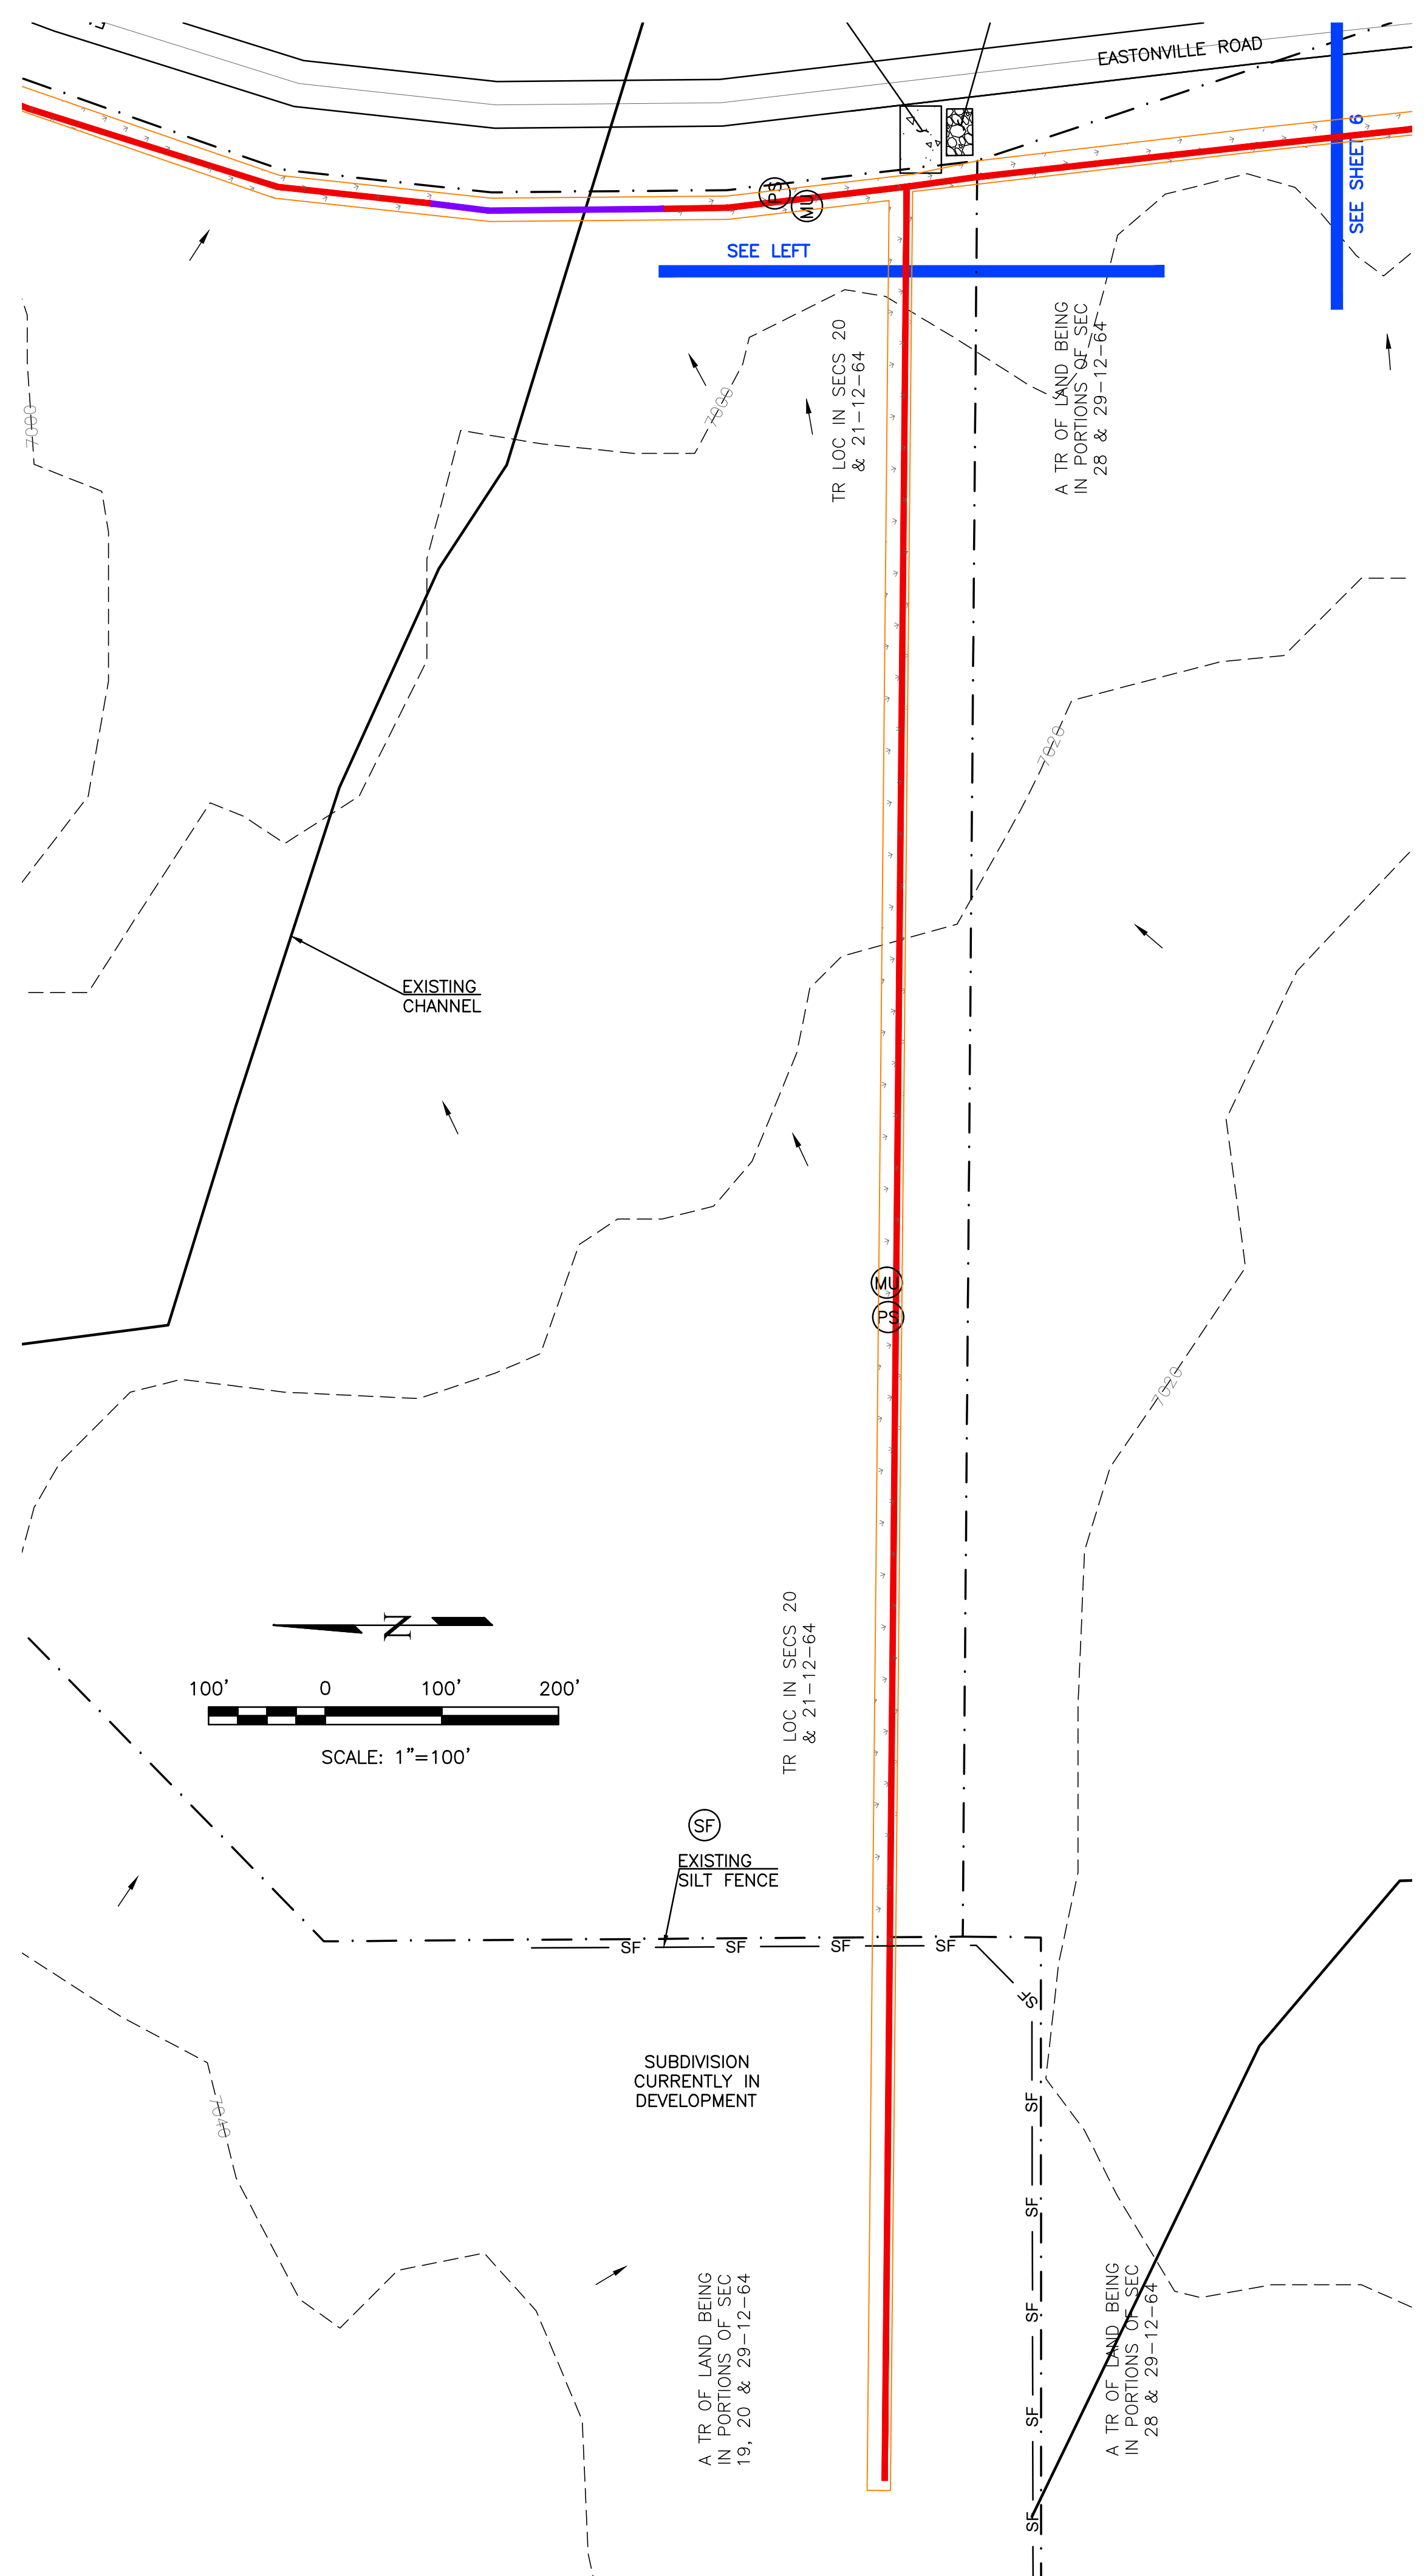 EASTONVILLE ROAD
SEE SHEET 6
PS
MU
SEE LEFT
TR LOC IN SECS 20
& 21-12-64
A TR OF LAND BEING
IN PORTIONS OF SEC
28 & 29-12-64
7000
7000
7020
EXISTING
CHANNEL
MU
PS
7020
N
100' 0 100' 200'
SCALE: 1"=100'
TR LOC IN SECS 20
& 21-12-64
SF
EXISTING
SILT FENCE
SF SF SF SF
SF
SUBDIVISION
CURRENTLY IN
DEVELOPMENT
SF
7040
SF
A TR OF LAND BEING
IN PORTIONS OF SEC
19, 20 & 29-12-64
SF
A TR OF LAND BEING
IN PORTIONS OF SEC
28 & 29-12-64
SF
SF